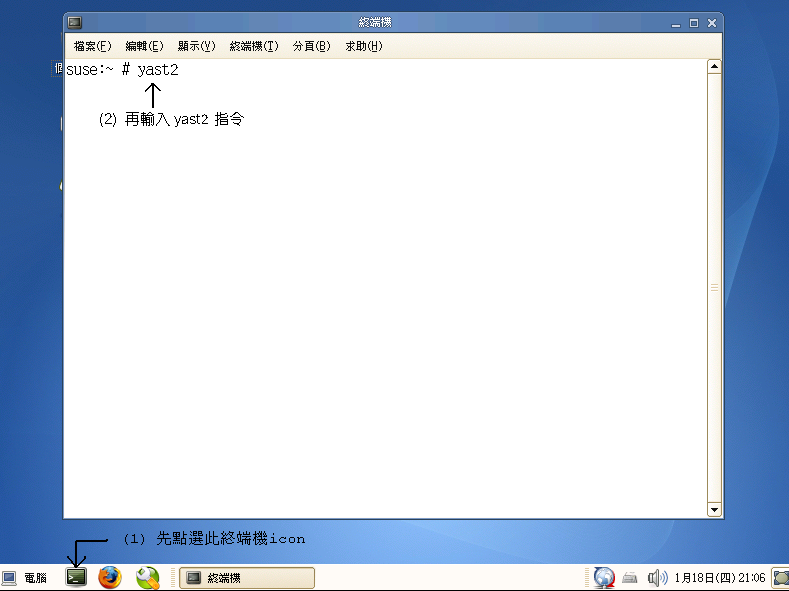 終端機
檔案(F) 編輯(E) 顯示(V) 終端機(T) 分頁(B) 求助(H)
suse:~ # yast2
(2) 再輸入 yast2 指令
(1) 先點選此終端機icon
電腦 終端機 1月18日(四) 21:06